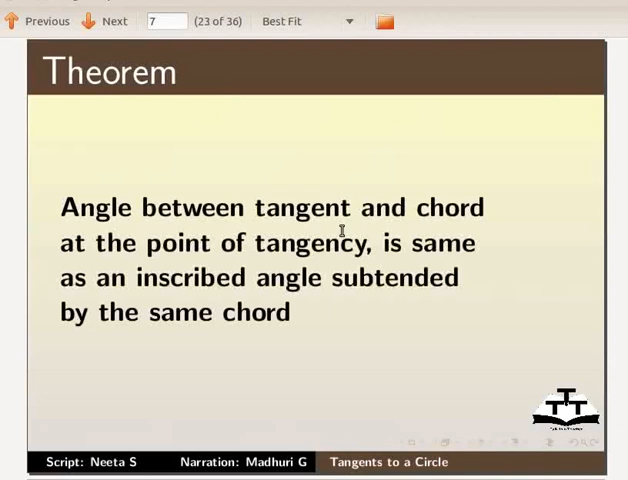 Previous Next 7 (23 of 36) Best Fit
Theorem
Angle between tangent and chord
at the point of tangency, is same
as an inscribed angle subtended
by the same chord
TTT
Script: Neeta S Narration: Madhuri G Tangents to a Circle